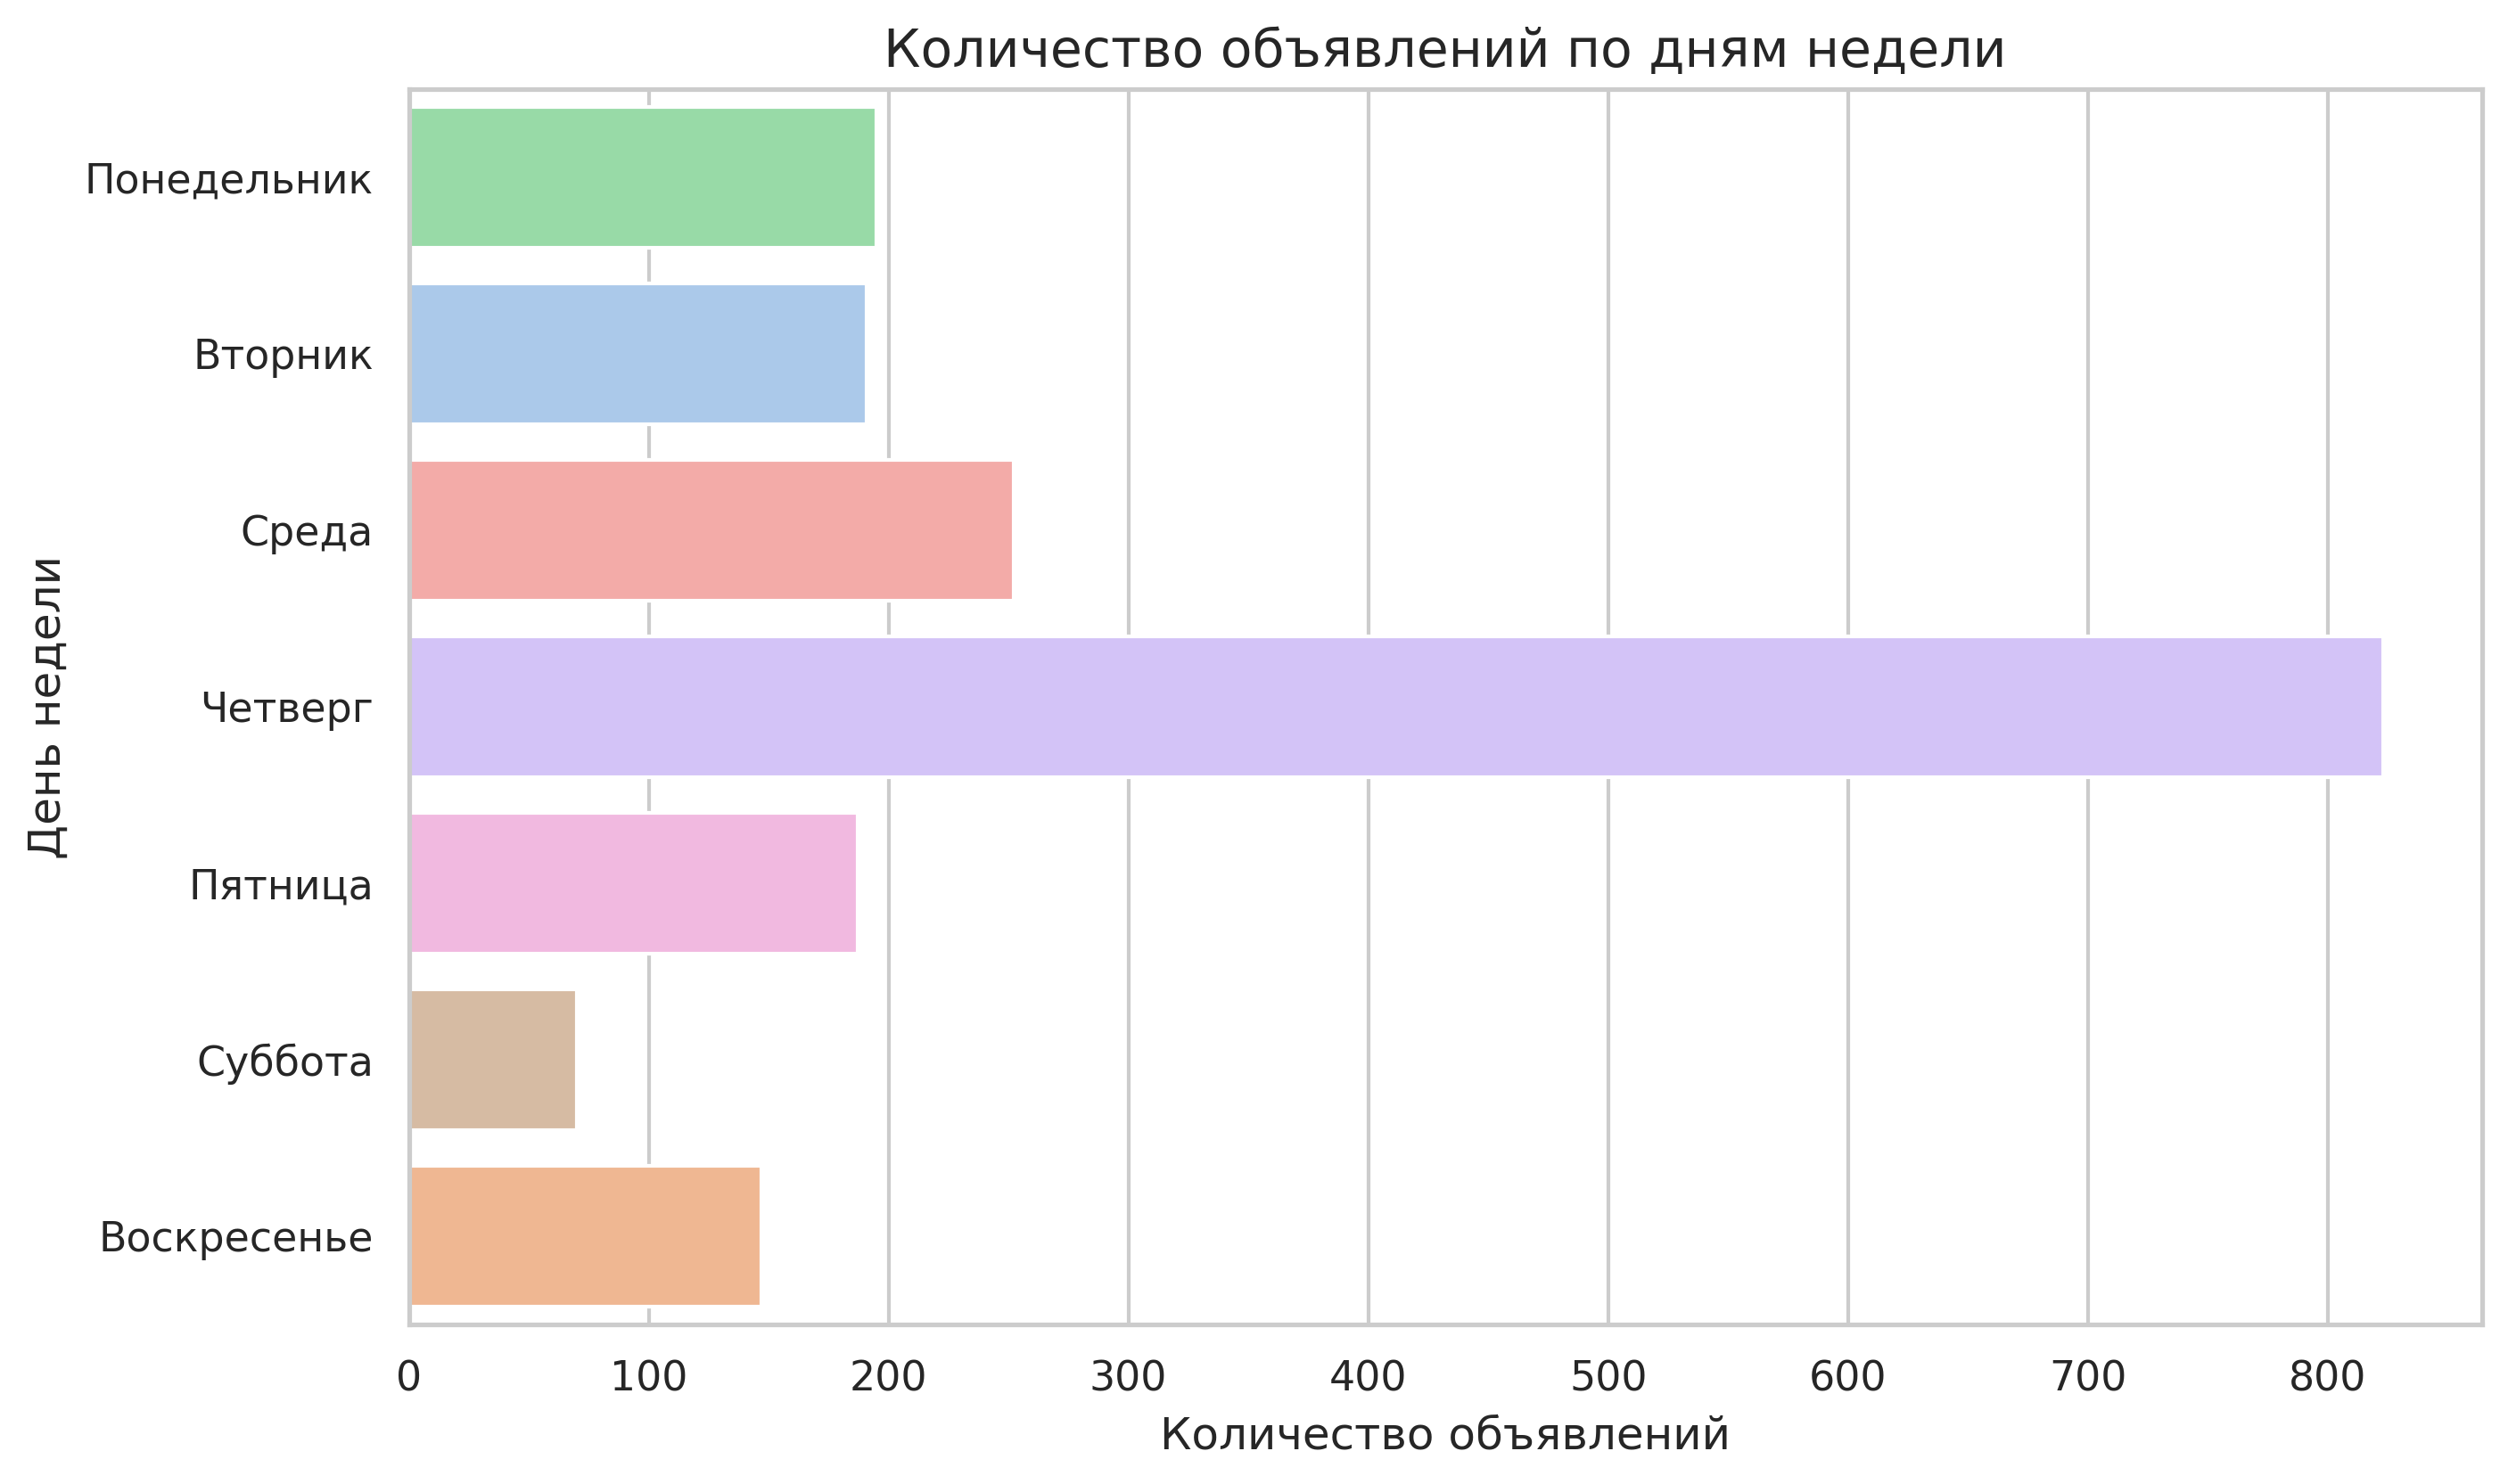 Количество объявлений по дням недели
День недели
Понедельник
Вторник
Среда
Четверг
Пятница
Суббота
Воскресенье
0 100 200 300 400 500 600 700 800
Количество объявлений